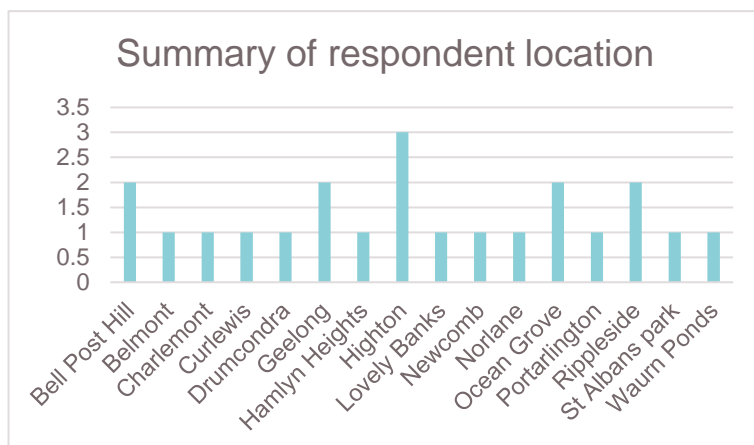 Summary of respondent location
3.5
3
2.5
2
1.5
1
0.5
0
Bell Post Hill
Belmont
Charlemont
Curlewis
Drumcondra
Geelong
Hamlyn Heights
Highton
Lovely Banks
Newcomb
Norlane
Ocean Grove
Portarlington
Rippleside
St Albans park
Waurn Ponds